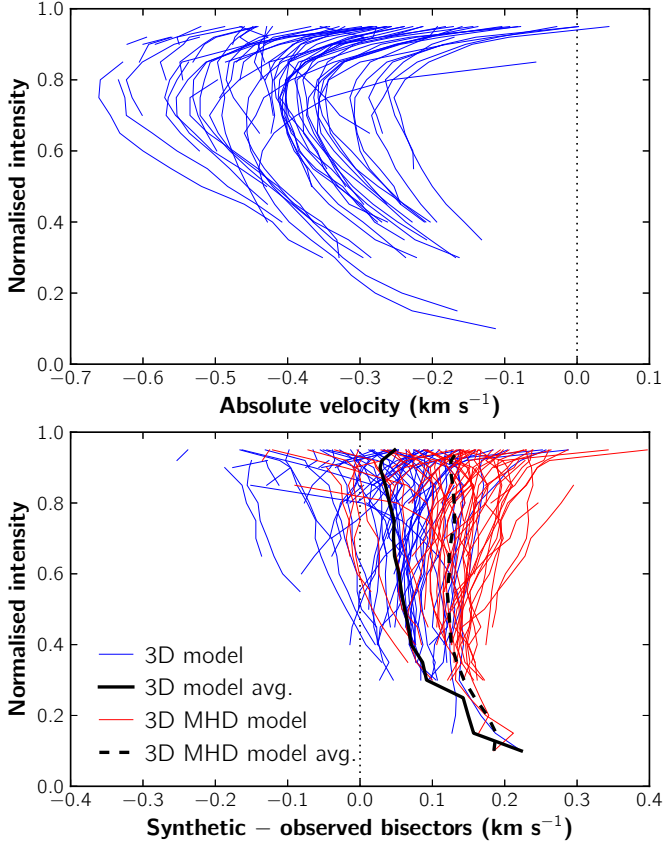 1.0
0.8
0.6
0.4
0.2
0.0
Normalised intensity
−0.7 −0.6 −0.5 −0.4 −0.3 −0.2 −0.1 0.0 0.1
Absolute velocity (km s⁻¹)
1.0
0.8
0.6
0.4
0.2
0.0
Normalised intensity
3D model
3D model avg.
3D MHD model
3D MHD model avg.
−0.4 −0.3 −0.2 −0.1 0.0 0.1 0.2 0.3 0.4
Synthetic − observed bisectors (km s⁻¹)